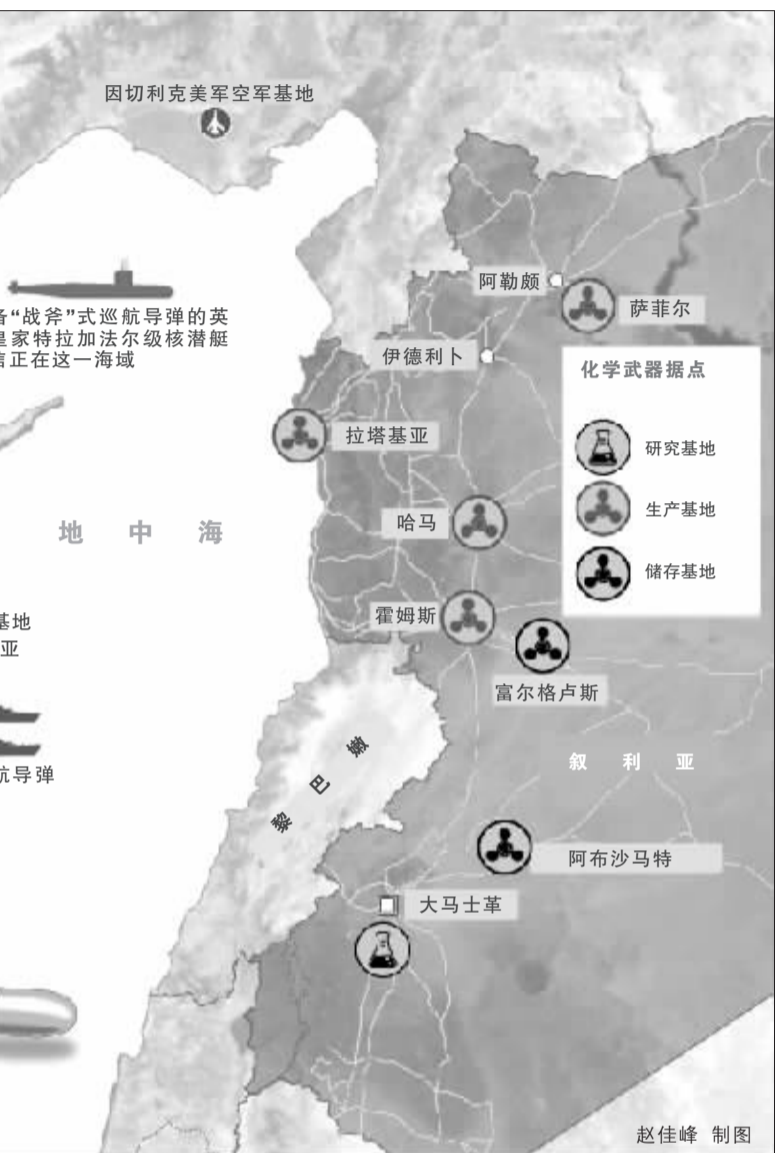 因切利克美军空军基地
备“战斧”式巡航导弹的英
皇家特拉加法尔级核潜艇
信正在这一海域
阿勒颇
萨菲尔
伊德利卜
化学武器据点
研究基地
生产基地
储存基地
拉塔基亚
哈马
地中海
霍姆斯
基地
亚
富尔格卢斯
叙利亚
航导弹
黎巴嫩
阿布沙马特
大马士革
赵佳峰 制图